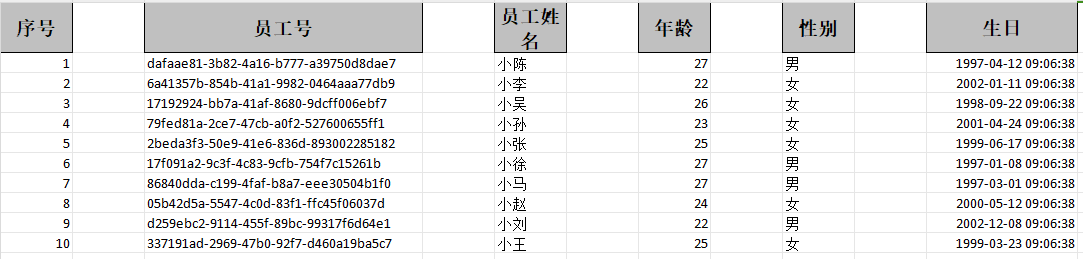 序号 员工号 员工姓名 年龄 性别 生日
1 dafaae81-3b82-4a16-b777-a39750d8dae7 小陈 27 男 1997-04-12 09:06:38
2 6a41357b-854b-41a1-9982-0464aaa77db9 小李 22 女 2002-01-11 09:06:38
3 17192924-bb7a-41af-8680-9dcff006ebf7 小吴 26 女 1998-09-22 09:06:38
4 79fed81a-2ce7-47cb-a0f2-527600655ff1 小孙 23 女 2001-04-24 09:06:38
5 2beda3f3-50e9-41e6-836d-893002285182 小张 25 女 1999-06-17 09:06:38
6 17f091a2-9c3f-4c83-9cfb-754f7c15261b 小徐 27 男 1997-01-08 09:06:38
7 86840dda-c199-4faf-b8a7-eee30504b1f0 小马 27 男 1997-03-01 09:06:38
8 05b42d5a-5547-4c0d-83f1-ffc45f06037d 小赵 24 女 2000-05-12 09:06:38
9 d259ebc2-9114-455f-89bc-99317f6d64e1 小刘 22 男 2002-12-08 09:06:38
10 337191ad-2969-47b0-92f7-d460a19ba5c7 小王 25 女 1999-03-23 09:06:38